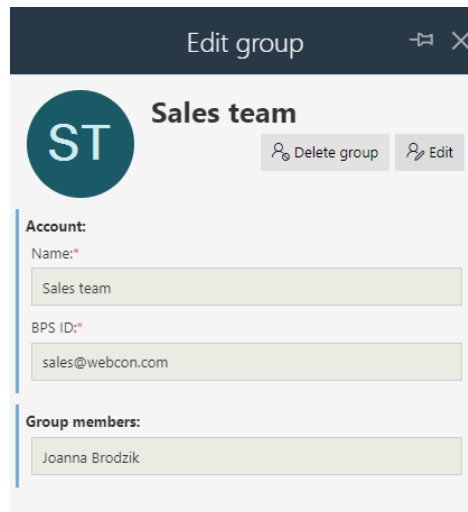 Edit group
ST
Sales team
Delete group Edit
Account:
Name:*
Sales team
BPS ID:*
sales@webcon.com
Group members:
Joanna Brodzik